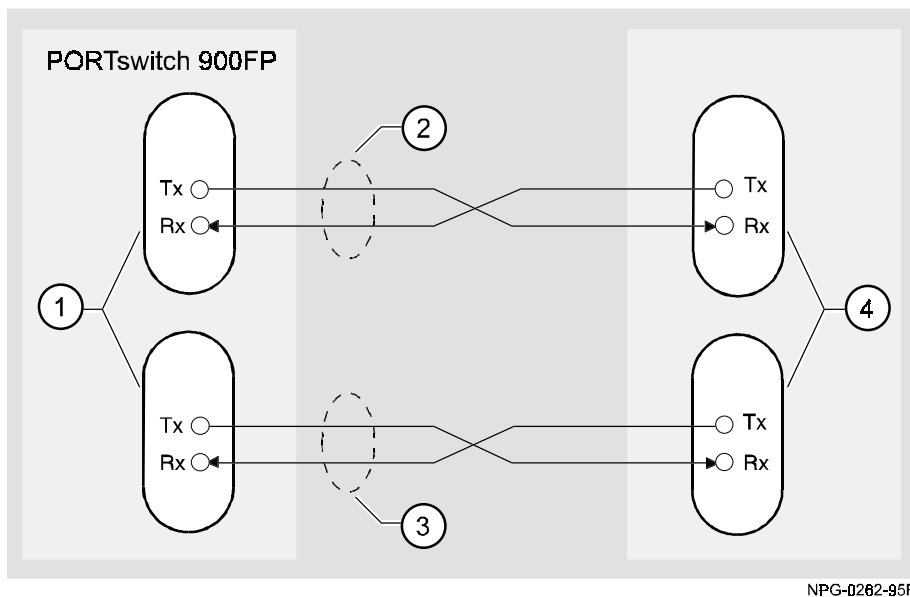 PORTswitch 900FP
2
Tx
Rx
Tx
Rx
1
4
Tx
Rx
Tx
Rx
3
NPG-0262-95F